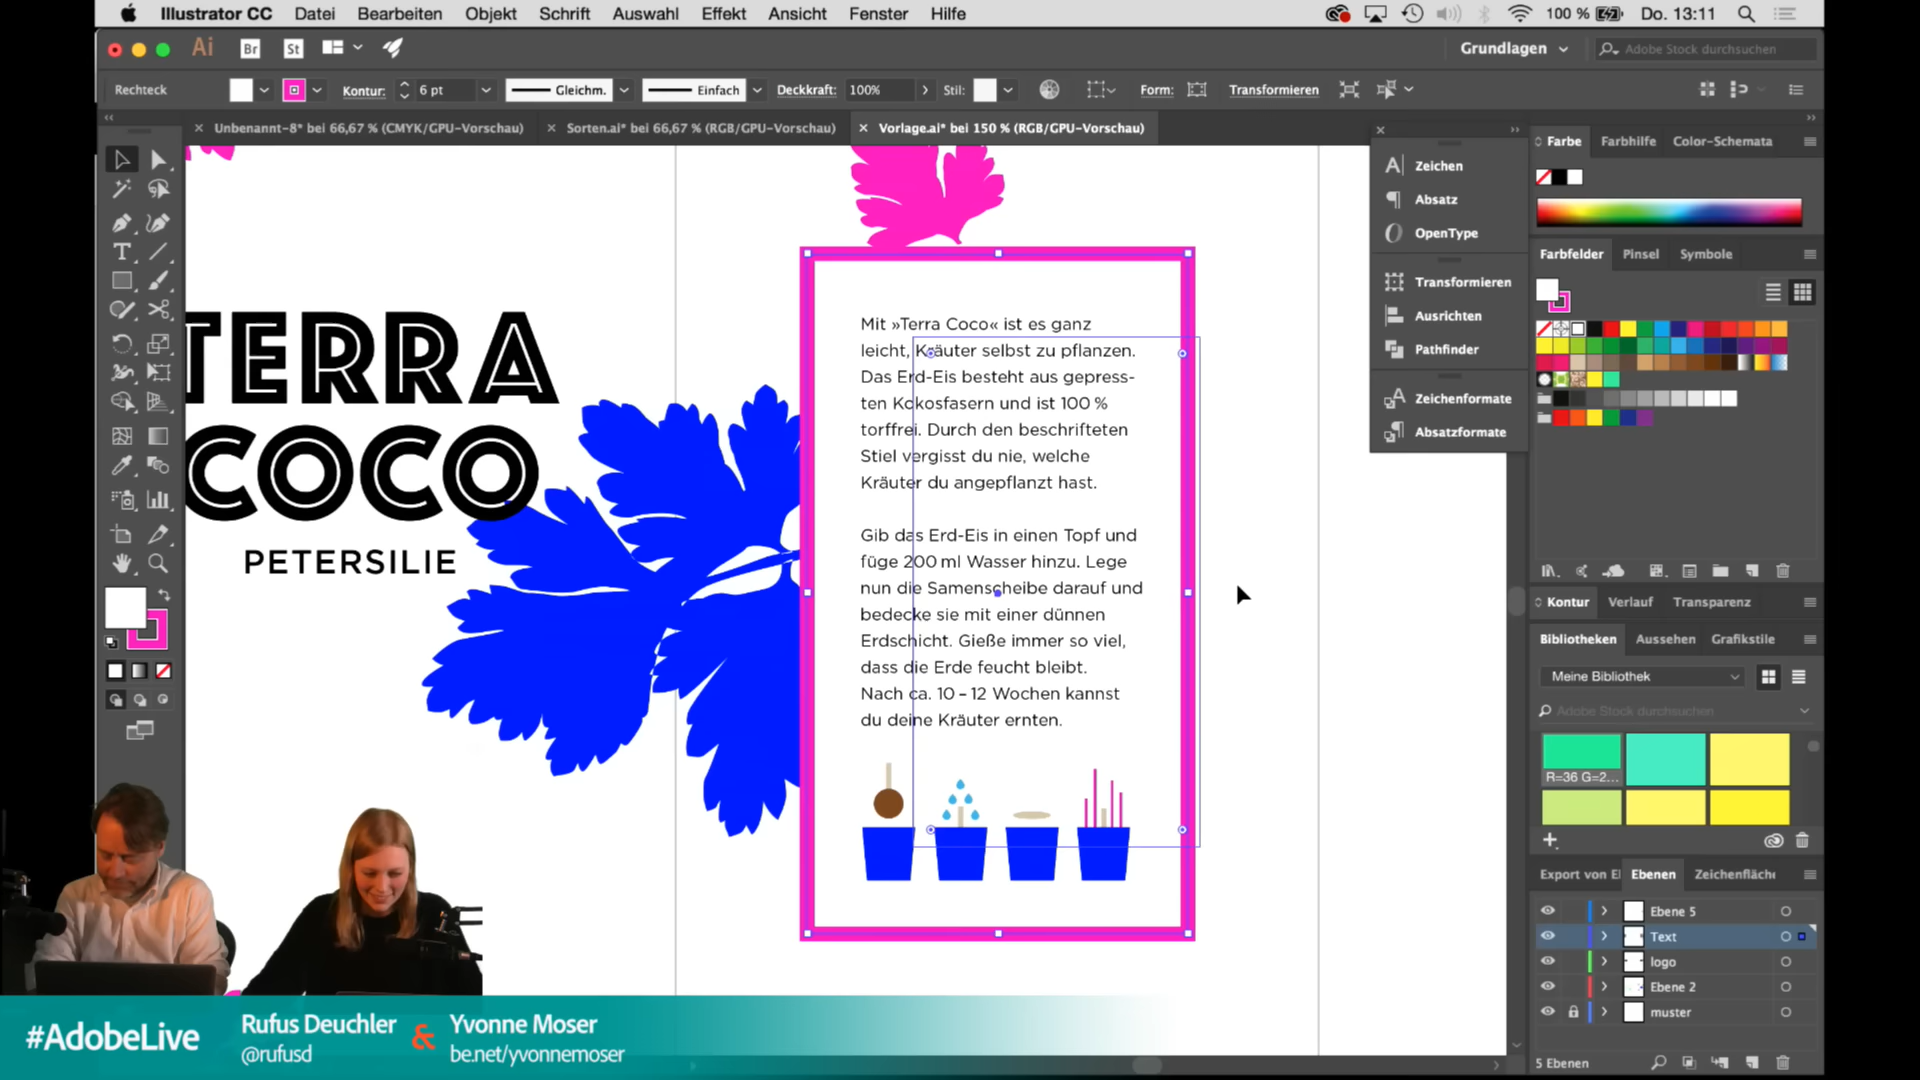 Illustrator CC Datei Bearbeiten Objekt Schrift Auswahl Effekt Ansicht Fenster Hilfe 100 % Do. 13:11
Ai Br St Grundlagen Adobe Stock durchsuchen
Rechteck Kontur: 6 pt Gleichm. Einfach Deckkraft: 100% Stil: Form: Transformieren
Unbenannt-8* bei 66,67 % (CMYK/GPU-Vorschau) Sorten.ai* bei 66,67 % (RGB/GPU-Vorschau) Vorlage.ai* bei 150 % (RGB/GPU-Vorschau)
Zeichen
Absatz
OpenType
Transformieren
Ausrichten
Pathfinder
Zeichenformate
Absatzformate
Farbe Farbhilfe Color-Schemata
Farbfelder Pinsel Symbole
Kontur Verlauf Transparenz
Bibliotheken Aussehen Grafikstile
Meine Bibliothek
Adobe Stock durchsuchen
R=36 G=2...
Export von El Ebenen Zeichenfläche
Ebene 5
Text
logo
Ebene 2
muster
5 Ebenen
TERRA
COCO
PETERSILIE
Mit »Terra Coco« ist es ganz
leicht, Kräuter selbst zu pflanzen.
Das Erd-Eis besteht aus gepress-
ten Kokosfasern und ist 100 %
torffrei. Durch den beschrifteten
Stiel vergisst du nie, welche
Kräuter du angepflanzt hast.
Gib das Erd-Eis in einen Topf und
füge 200 ml Wasser hinzu. Lege
nun die Samenscheibe darauf und
bedecke sie mit einer dünnen
Erdschicht. Gieße immer so viel,
dass die Erde feucht bleibt.
Nach ca. 10 – 12 Wochen kannst
du deine Kräuter ernten.
#AdobeLive
Rufus Deuchler & Yvonne Moser
@rufusd be.net/yvonnemoser